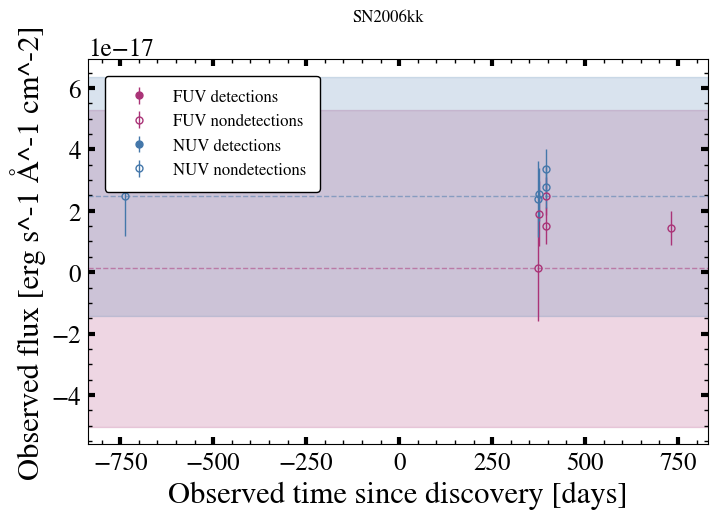 SN2006kk
1e−17
FUV detections
FUV nondetections
NUV detections
NUV nondetections
6
4
2
0
−2
−4
Observed flux [erg s^-1 Å^-1 cm^-2]
−750 −500 −250 0 250 500 750
Observed time since discovery [days]